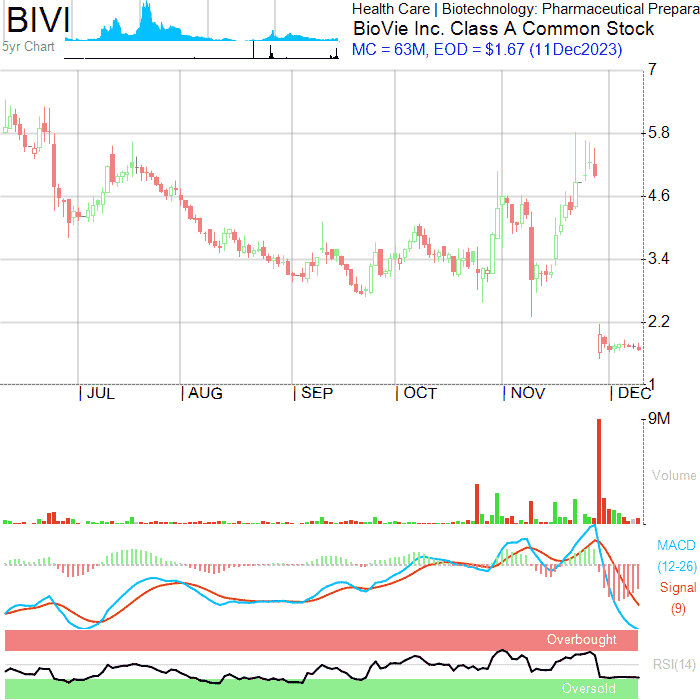 BIVI
5yr Chart
Health Care | Biotechnology: Pharmaceutical Prepara
BioVie Inc. Class A Common Stock
MC = 63M, EOD = $1.67 (11Dec2023)
7
5.8
4.6
3.4
2.2
1
JUL AUG SEP OCT NOV DEC
9M
Volume
MACD
(12-26)
Signal
(9)
Overbought
RSI(14)
Oversold